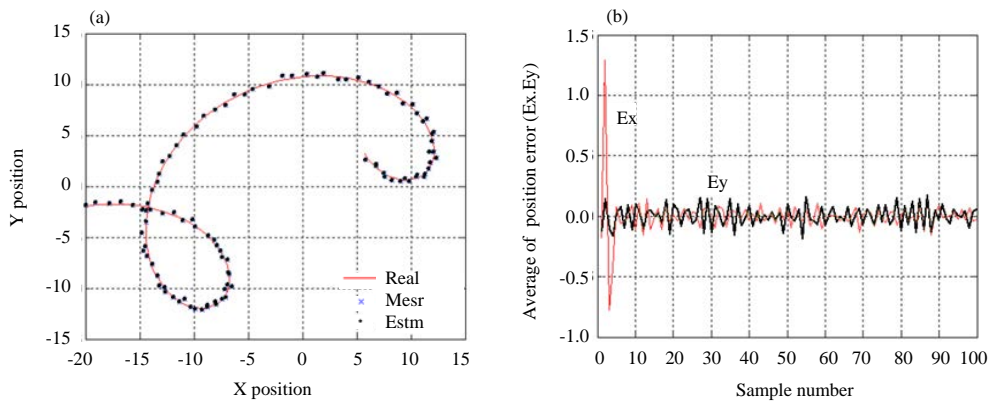 (a)
15
10
5
0
-5
-10
-15
Y position
-20
-15
-10
-5
0
5
10
15
X position
Real
Mesr
Estm
(b)
1.5
1.0
0.5
0.0
-0.5
-1.0
Average of position error (Ex.Ey)
Ex
Ey
0
10
20
30
40
50
60
70
80
90
100
Sample number